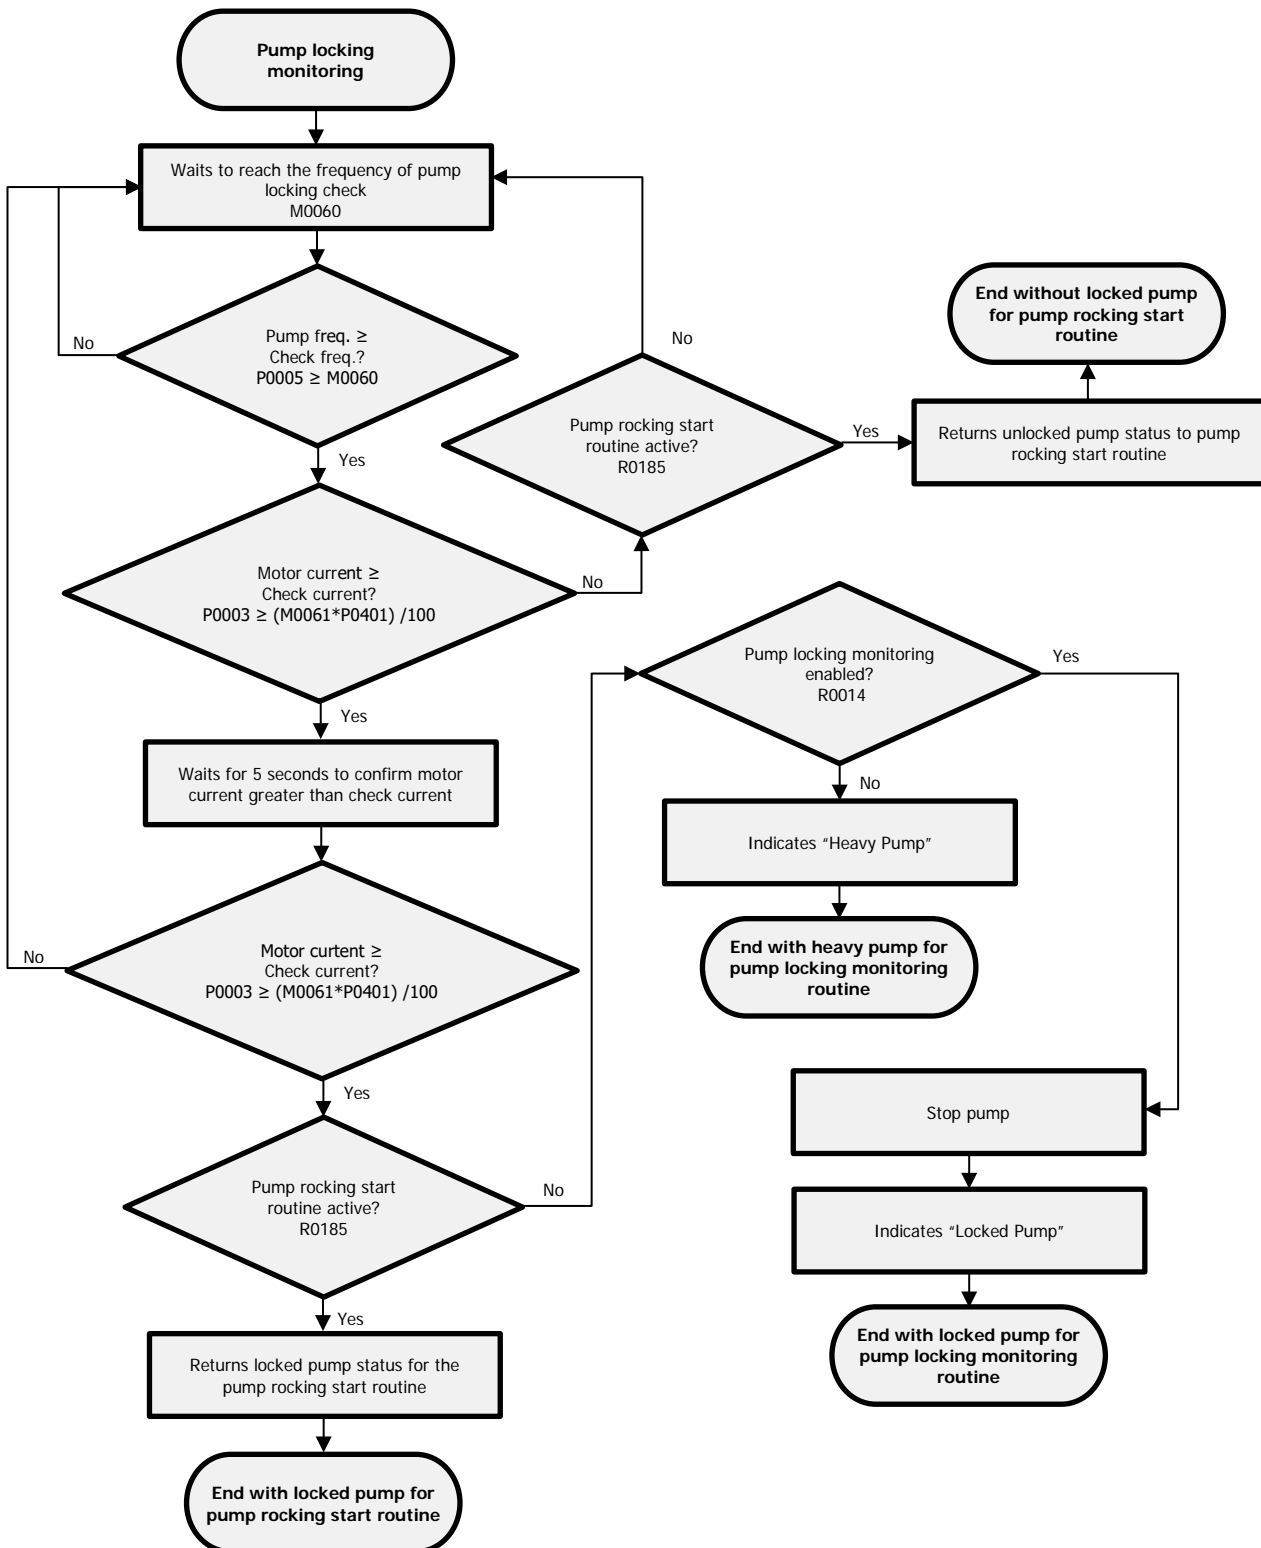 Pump locking
monitoring
Waits to reach the frequency of pump
locking check
M0060
Pump freq. ≥
Check freq.?
P0005 ≥ M0060
No
Yes
Motor current ≥
Check current?
P0003 ≥ (M0061*P0401) /100
No
Yes
Pump rocking start
routine active?
R0185
No
Yes
Returns unlocked pump status to pump
rocking start routine
End without locked pump
for pump rocking start
routine
Waits for 5 seconds to confirm motor
current greater than check current
Motor curtent ≥
Check current?
P0003 ≥ (M0061*P0401) /100
No
Yes
Pump rocking start
routine active?
R0185
No
Yes
Returns locked pump status for the
pump rocking start routine
End with locked pump for
pump rocking start routine
Pump locking monitoring
enabled?
R0014
Yes
No
Indicates “Heavy Pump”
End with heavy pump for
pump locking monitoring
routine
Stop pump
Indicates “Locked Pump”
End with locked pump for
pump locking monitoring
routine